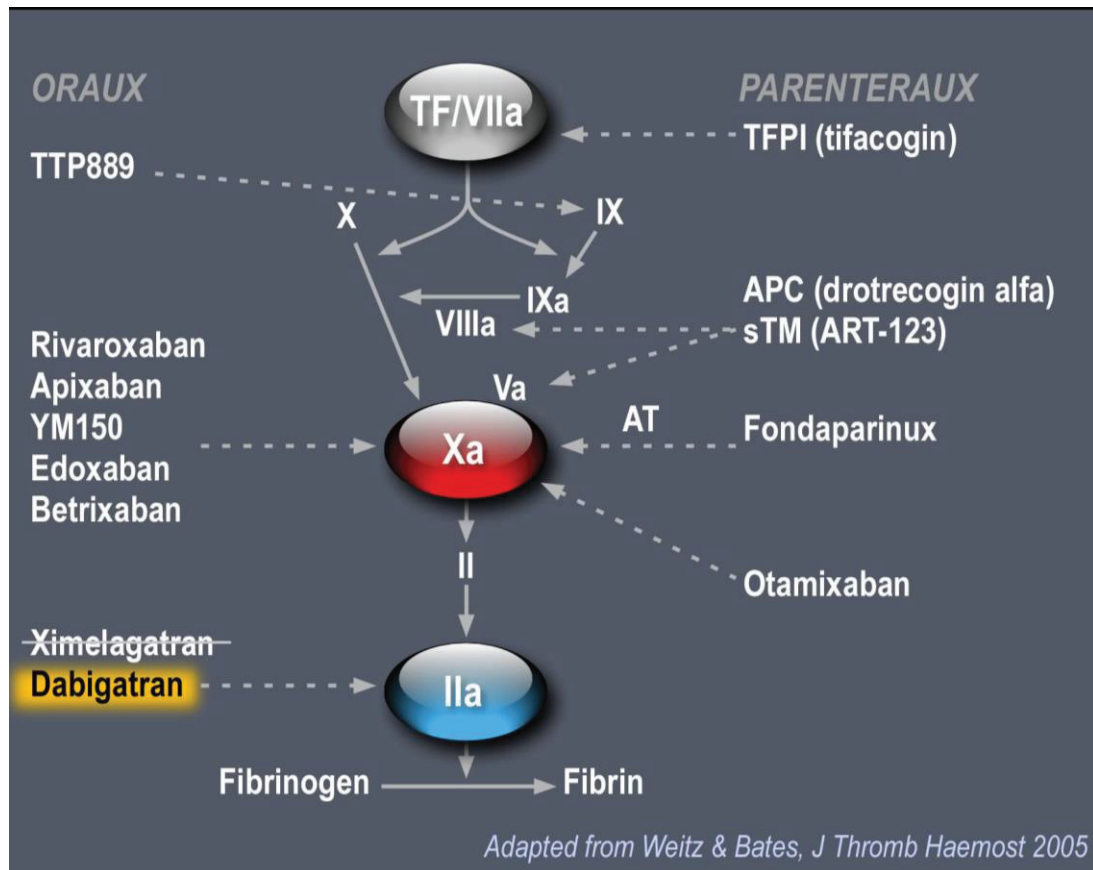 ORAUX
PARENTERAUX
TF/VIIa
TFPI (tifacogin)
TTP889
X
IX
IXa
VIIIa
APC (drotrecogin alfa)
sTM (ART-123)
Rivaroxaban
Apixaban
YM150
Edoxaban
Betrixaban
Va
Xa
AT
Fondaparinux
II
Otamixaban
Ximelagatran
Dabigatran
IIa
Fibrinogen
Fibrin
Adapted from Weitz & Bates, J Thromb Haemost 2005